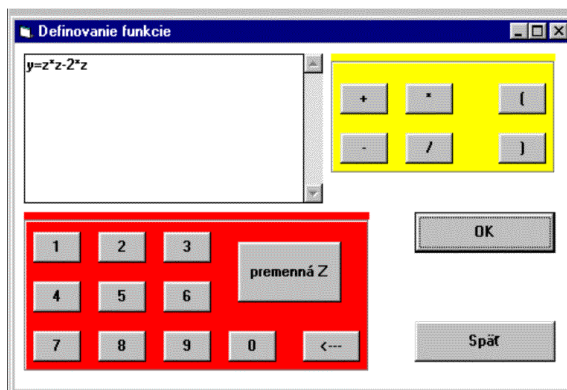 Definovanie funkcie
y=z*z-2*z
+ * (
- / )
1 2 3
premenná Z
4 5 6
7 8 9 0 <---
OK
Späť